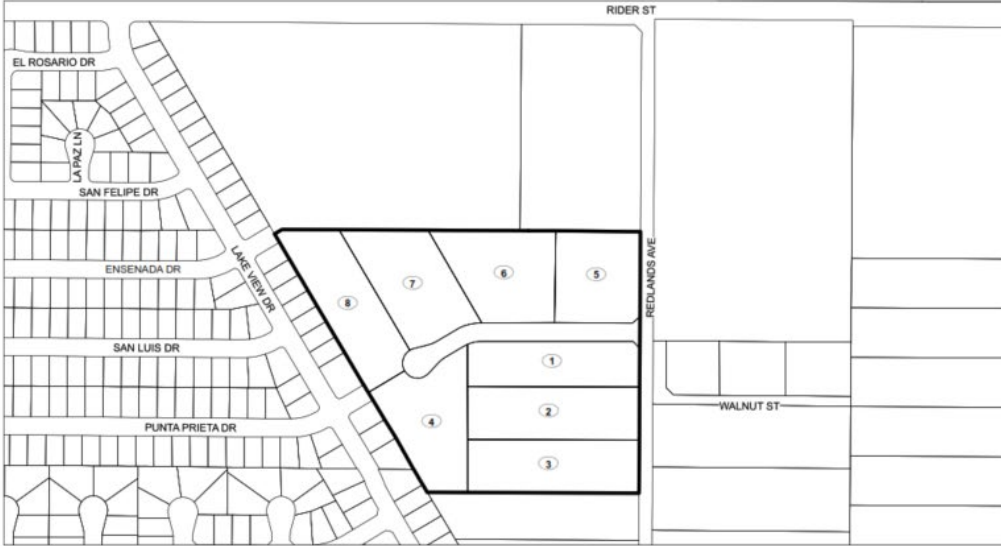 RIDER ST
EL ROSARIO DR
LA PAZ LN
SAN FELIPE DR
LAKE VIEW DR
REDLANDS AVE
ENSENADA DR
5
6
7
8
SAN LUIS DR
1
2
WALNUT ST
4
PUNTA PRIETA DR
3